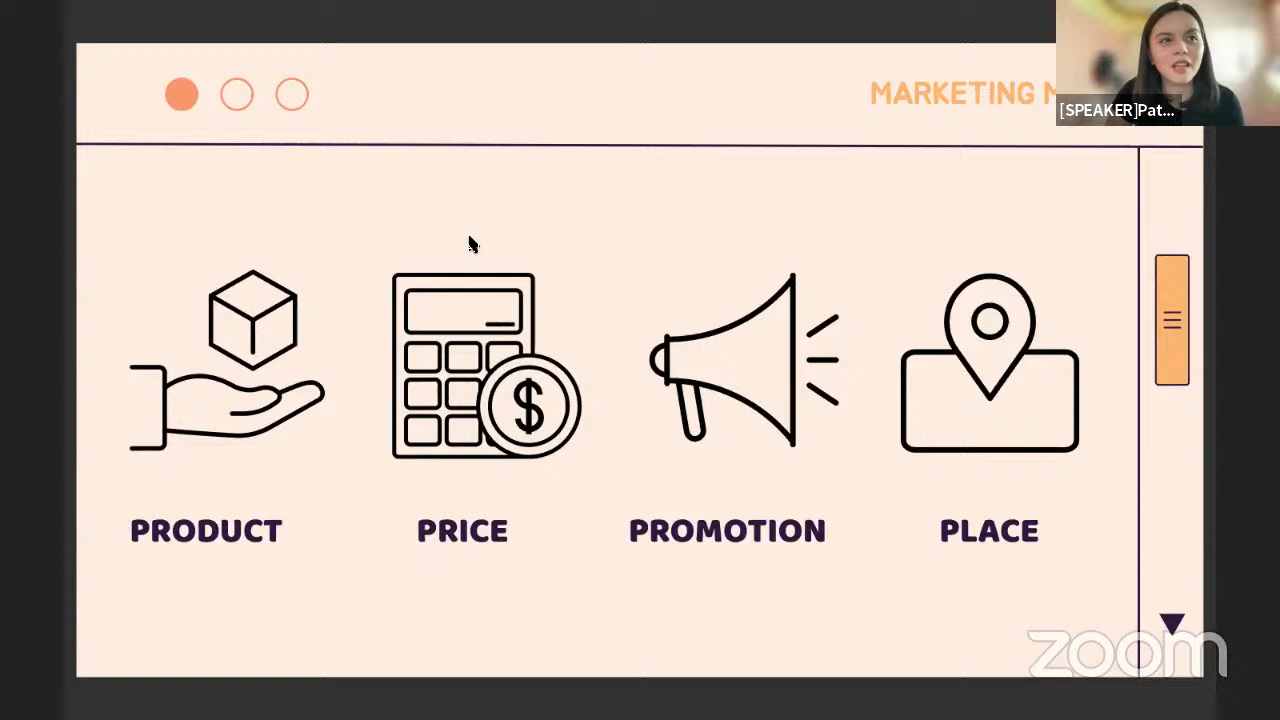 MARKETING M
[SPEAKER]Pat...
$
PRODUCT
PRICE
PROMOTION
PLACE
zoom